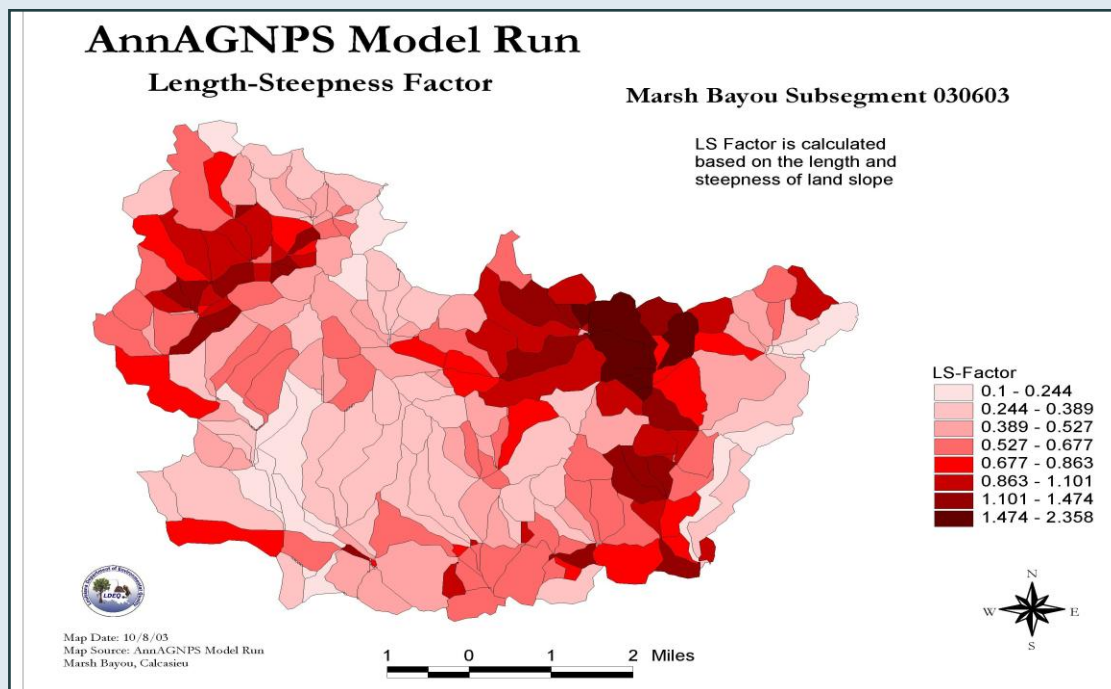 AnnAGNPS Model Run
Length-Steepness Factor
Marsh Bayou Subsegment 030603
LS Factor is calculated
based on the length and
steepness of land slope
LS-Factor
0.1 - 0.244
0.244 - 0.389
0.389 - 0.527
0.527 - 0.677
0.677 - 0.863
0.863 - 1.101
1.101 - 1.474
1.474 - 2.358
LDEQ
N
W E
S
Map Date: 10/8/03
Map Source: AnnAGNPS Model Run
Marsh Bayou, Calcasieu
1 0 1 2 Miles